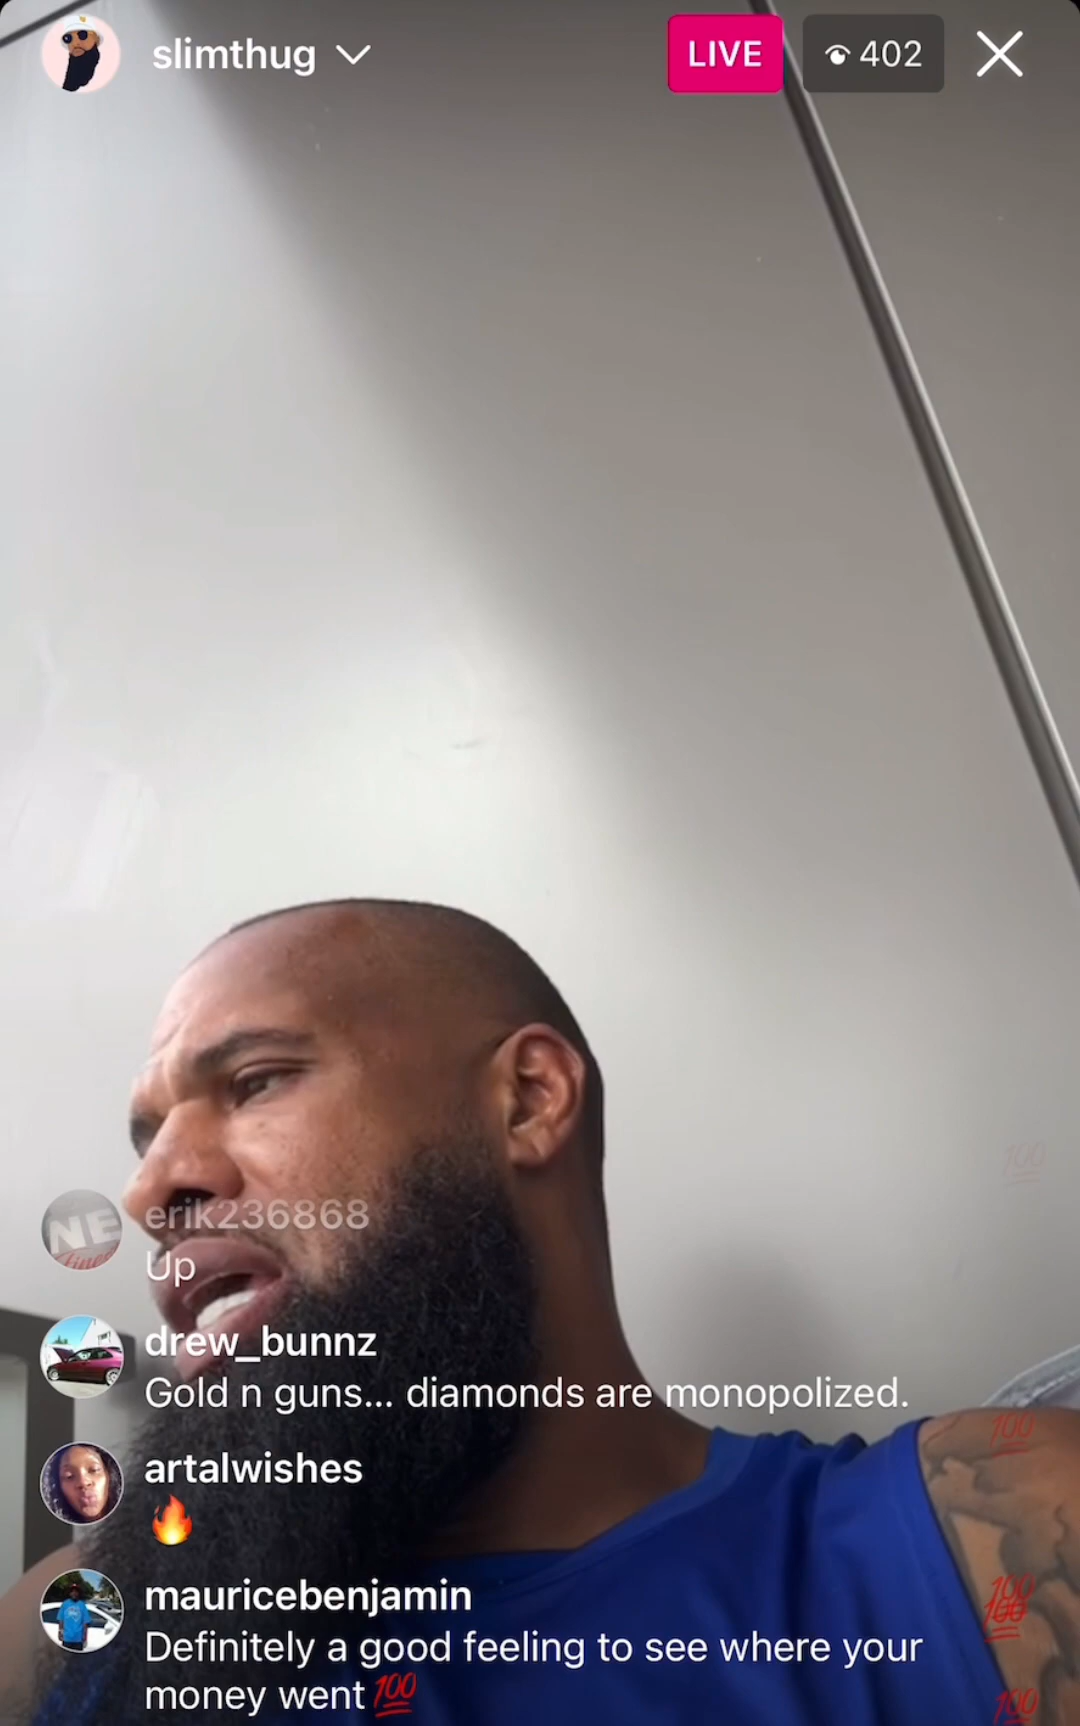 slimthug
LIVE
402
erik236868
Up
drew_bunnz
Gold n guns... diamonds are monopolized.
artalwishes
🔥
mauricebenjamin
Definitely a good feeling to see where your
money went 💯